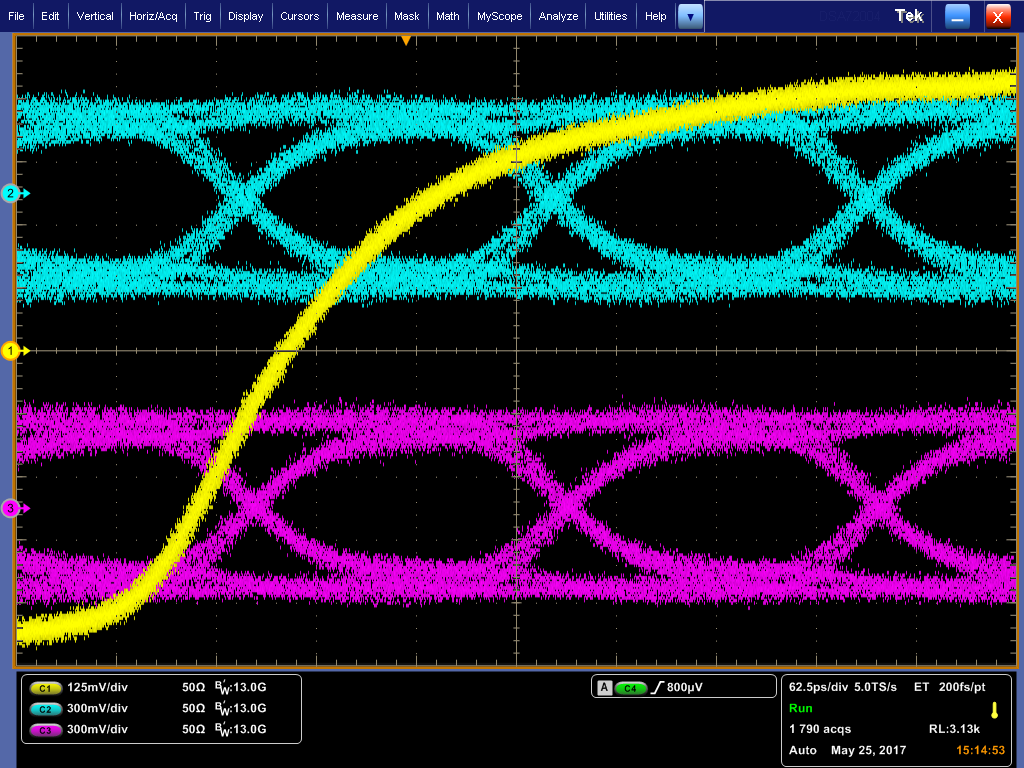 File Edit Vertical Horiz/Acq Trig Display Cursors Measure Mask Math MyScope Analyze Utilities Help Tek
2
1
3
C1 125mV/div 50Ω BW:13.0G
C2 300mV/div 50Ω BW:13.0G
C3 300mV/div 50Ω BW:13.0G
A C4 800µV
62.5ps/div 5.0TS/s ET 200fs/pt
Run
1 790 acqs RL:3.13k
Auto May 25, 2017 15:14:53